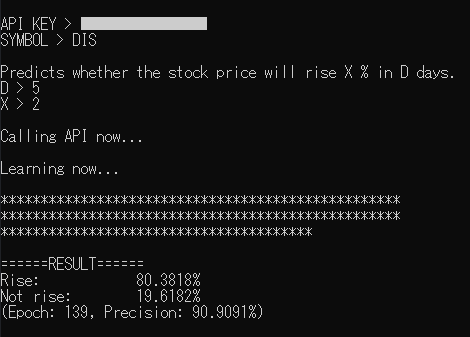 API KEY >
SYMBOL > DIS
Predicts whether the stock price will rise X % in D days.
D > 5
X > 2
Calling API now...
Learning now...
**************************************************
**************************************************
***************************************
======RESULT======
Rise: 80.3818%
Not rise: 19.6182%
(Epoch: 139, Precision: 90.9091%)